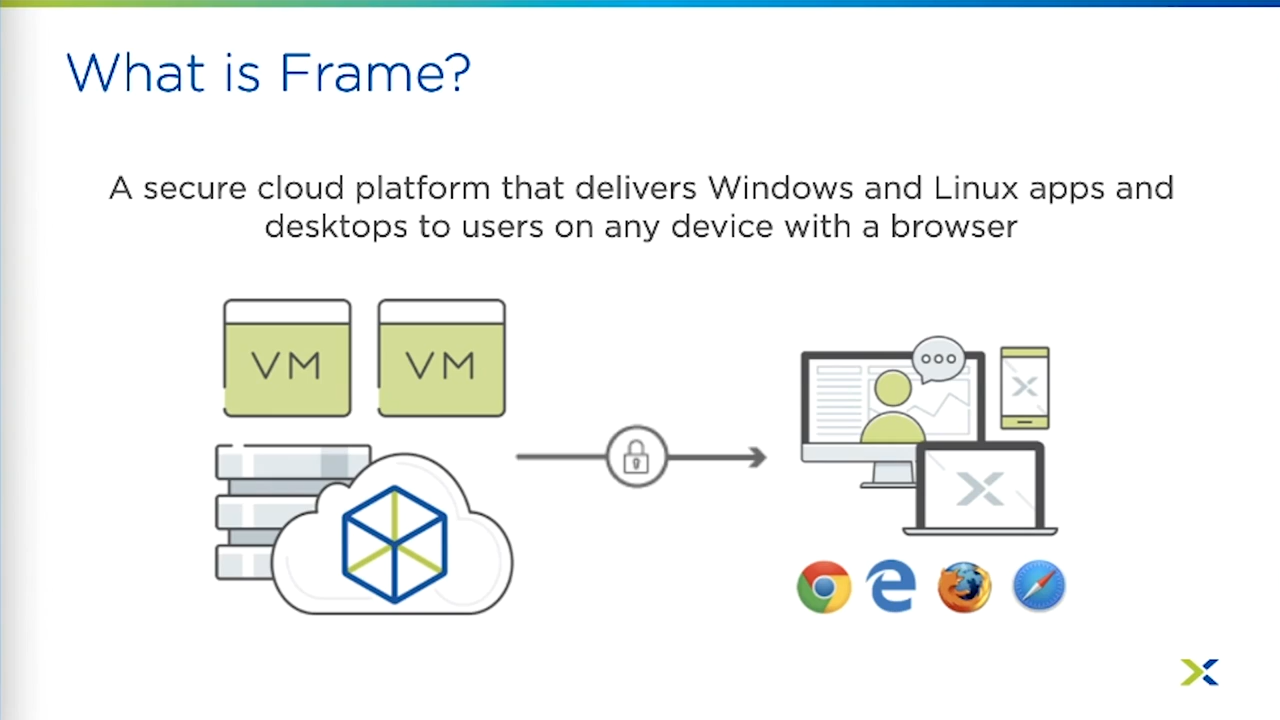 What is Frame?
A secure cloud platform that delivers Windows and Linux apps and
desktops to users on any device with a browser
VM VM